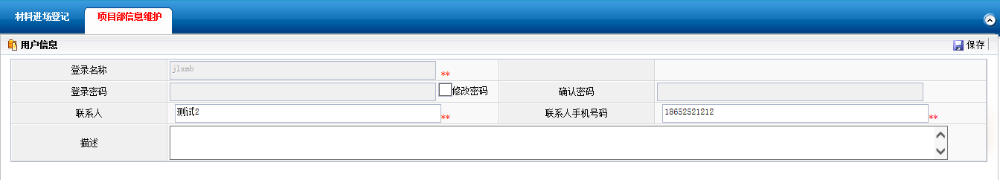 材料进场登记 项目部信息维护
用户信息 保存
登录名称 jlxmb **
登录密码 修改密码 确认密码
联系人 测试2 ** 联系人手机号码 18652521212 **
描述